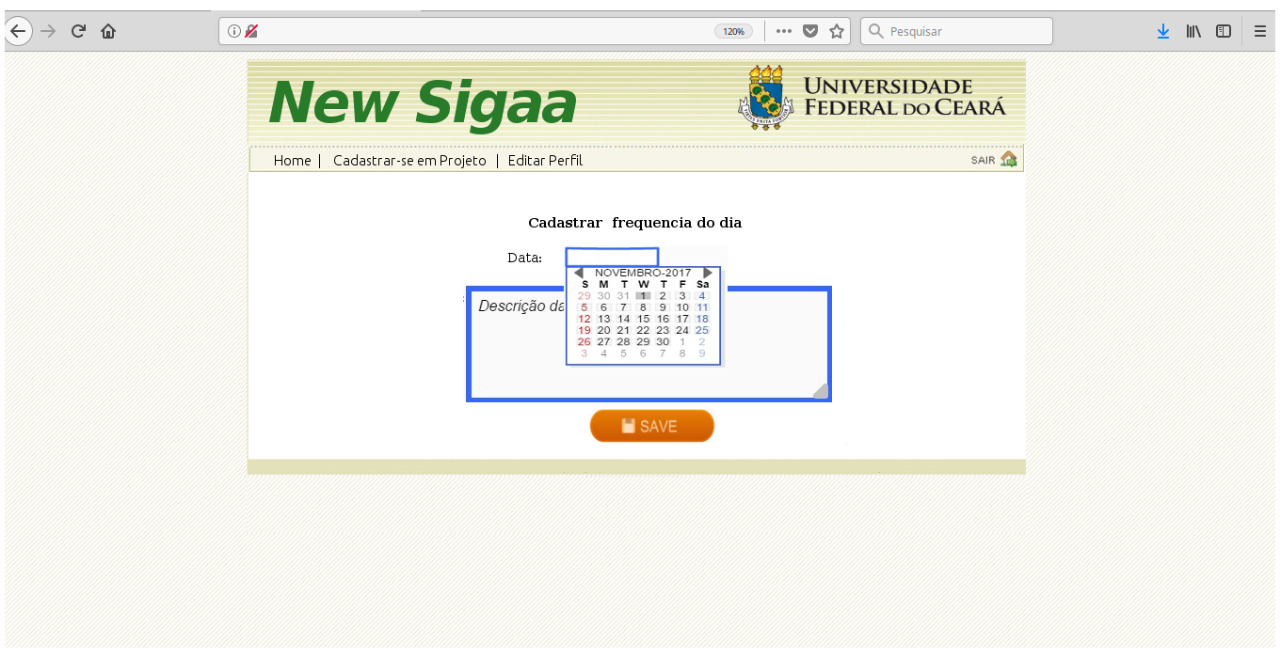 120%
Pesquisar
New Sigaa
UNIVERSIDADE
FEDERAL DO CEARÁ
Home | Cadastrar-se em Projeto | Editar Perfil
SAIR
Cadastrar frequencia do dia
Data:
NOVEMBRO-2017
S M T W T F Sa
29 30 31 1 2 3 4
5 6 7 8 9 10 11
12 13 14 15 16 17 18
19 20 21 22 23 24 25
26 27 28 29 30 1 2
3 4 5 6 7 8 9
Descrição da
SAVE